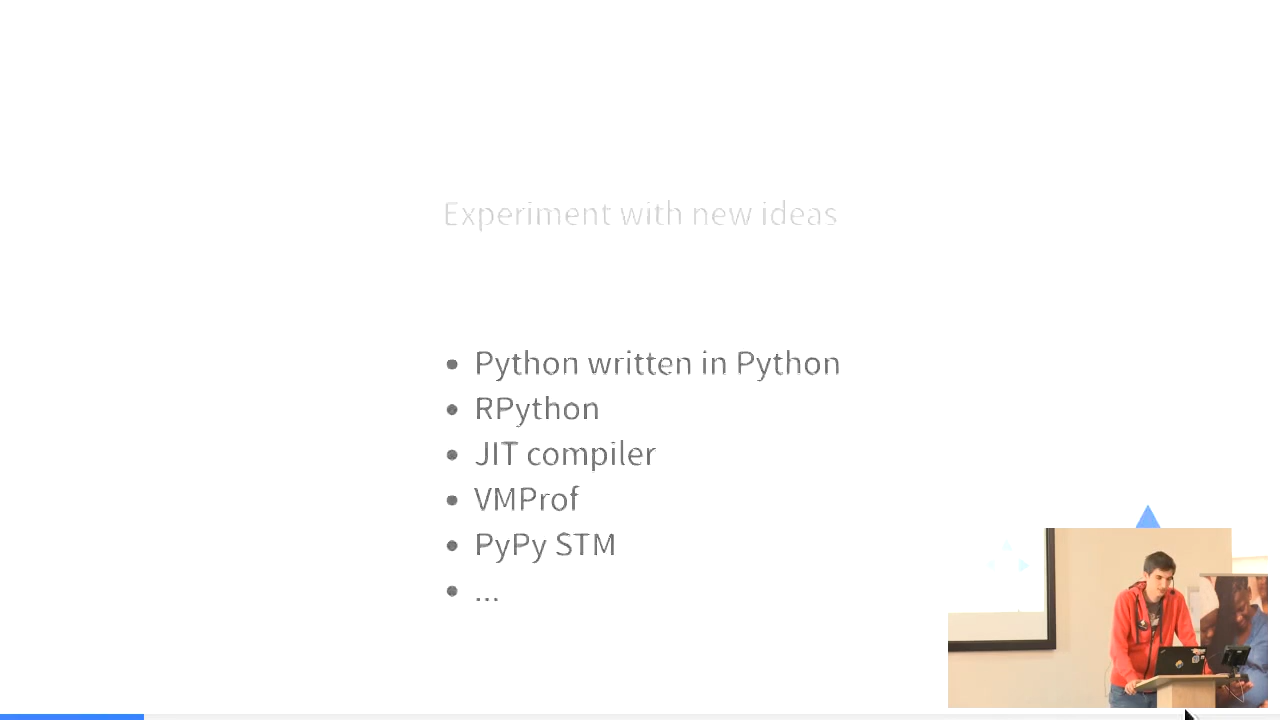 Experiment with new ideas
• Python written in Python
• RPython
• JIT compiler
• VMProf
• PyPy STM
• ...